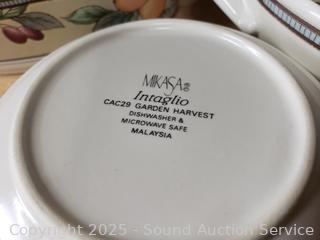 MIKASA
Intaglio
CAC29 GARDEN HARVEST
DISHWASHER &
MICROWAVE SAFE
MALAYSIA
Copyright 2025 - Sound Auction Service